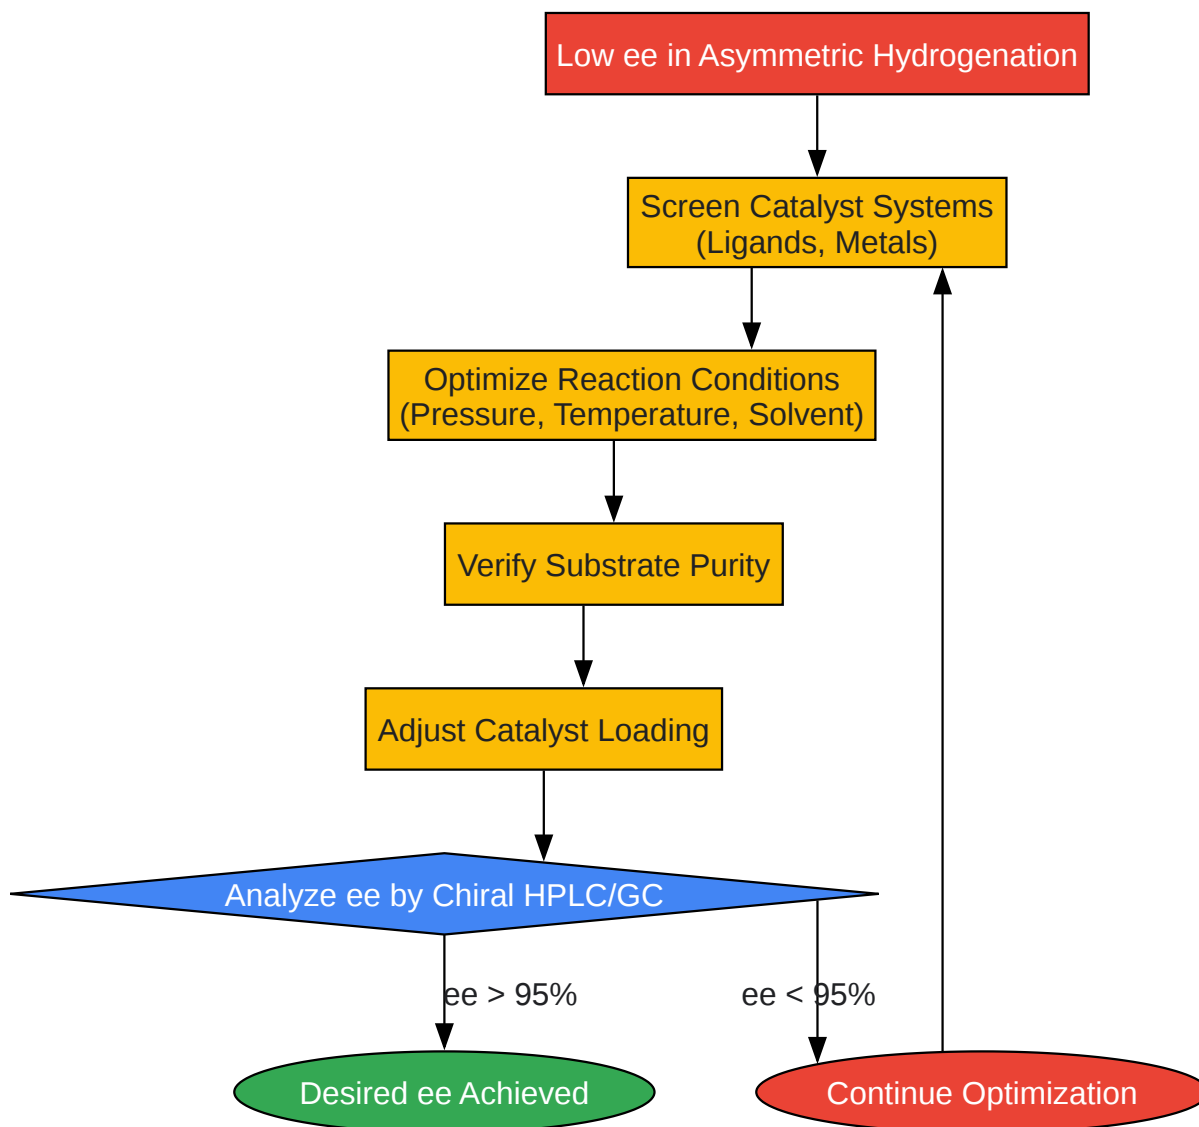 Low ee in Asymmetric Hydrogenation
Screen Catalyst Systems
(Ligands, Metals)
Optimize Reaction Conditions
(Pressure, Temperature, Solvent)
Verify Substrate Purity
Adjust Catalyst Loading
Analyze ee by Chiral HPLC/GC
ee > 95%
ee < 95%
Desired ee Achieved
Continue Optimization